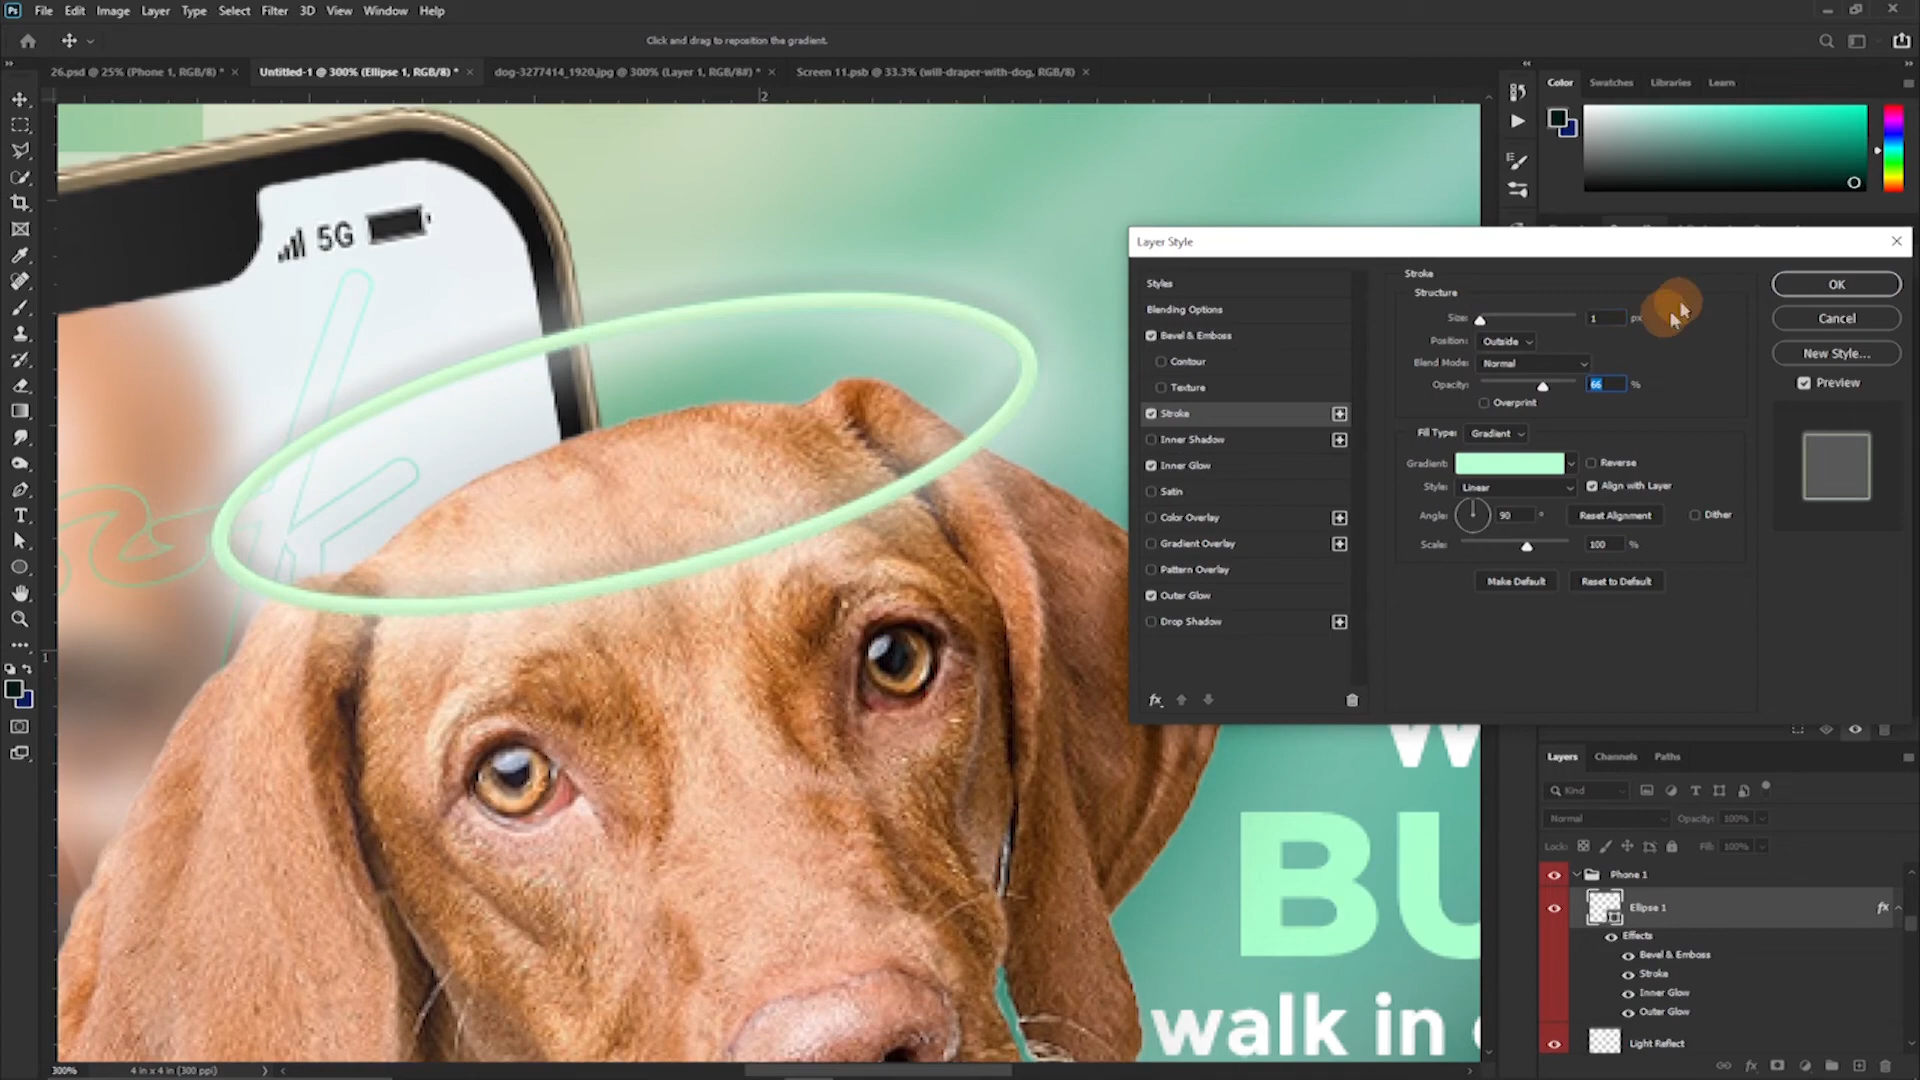 Ps File Edit Image Layer Type Select Filter 3D View Window Help
Click and drag to reposition the gradient.
26.psd @ 25% (Phone 1, RGB/8) * × Untitled-1 @ 300% (Ellipse 1, RGB/8) * × dog-3277414_1920.jpg @ 300% (Layer 1, RGB/8#) * × Screen 11.psb @ 33.3% (will-draper-with-dog, RGB/8) ×
Color Swatches Libraries Learn
2
5G
1
Layer Style
Styles
Blending Options
Bevel & Emboss
Contour
Texture
Stroke
Inner Shadow
Inner Glow
Satin
Color Overlay
Gradient Overlay
Pattern Overlay
Outer Glow
Drop Shadow
fx
Stroke
Structure
Size: 1 px
Position: Outside
Blend Mode: Normal
Opacity: 66 %
Overprint
Fill Type: Gradient
Gradient: Reverse
Style: Linear Align with Layer
Angle: 90 ° Reset Alignment Dither
Scale: 100 %
Make Default Reset to Default
OK
Cancel
New Style...
Preview
BU
walk in
Layers Channels Paths
Kind
Normal Opacity: 100%
Lock: Fill: 100%
Phone 1
Ellipse 1 fx
Effects
Bevel & Emboss
Stroke
Inner Glow
Outer Glow
Light Reflect
fx
300% 4 in x 4 in (300 ppi)